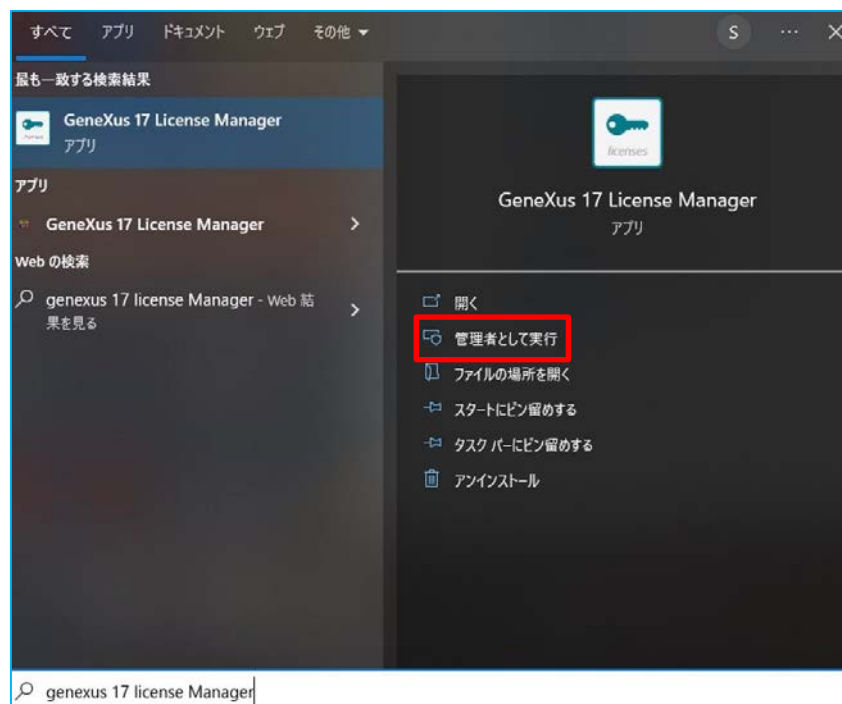 すべて アプリ ドキュメント ウェブ その他 S ...
最も一致する検索結果
GeneXus 17 License Manager
アプリ
アプリ
GeneXus 17 License Manager
Web の検索
genexus 17 license Manager - Web 結
果を見る
licenses
GeneXus 17 License Manager
アプリ
開く
管理者として実行
ファイルの場所を開く
スタートにピン留めする
タスク バーにピン留めする
アンインストール
genexus 17 license Manager